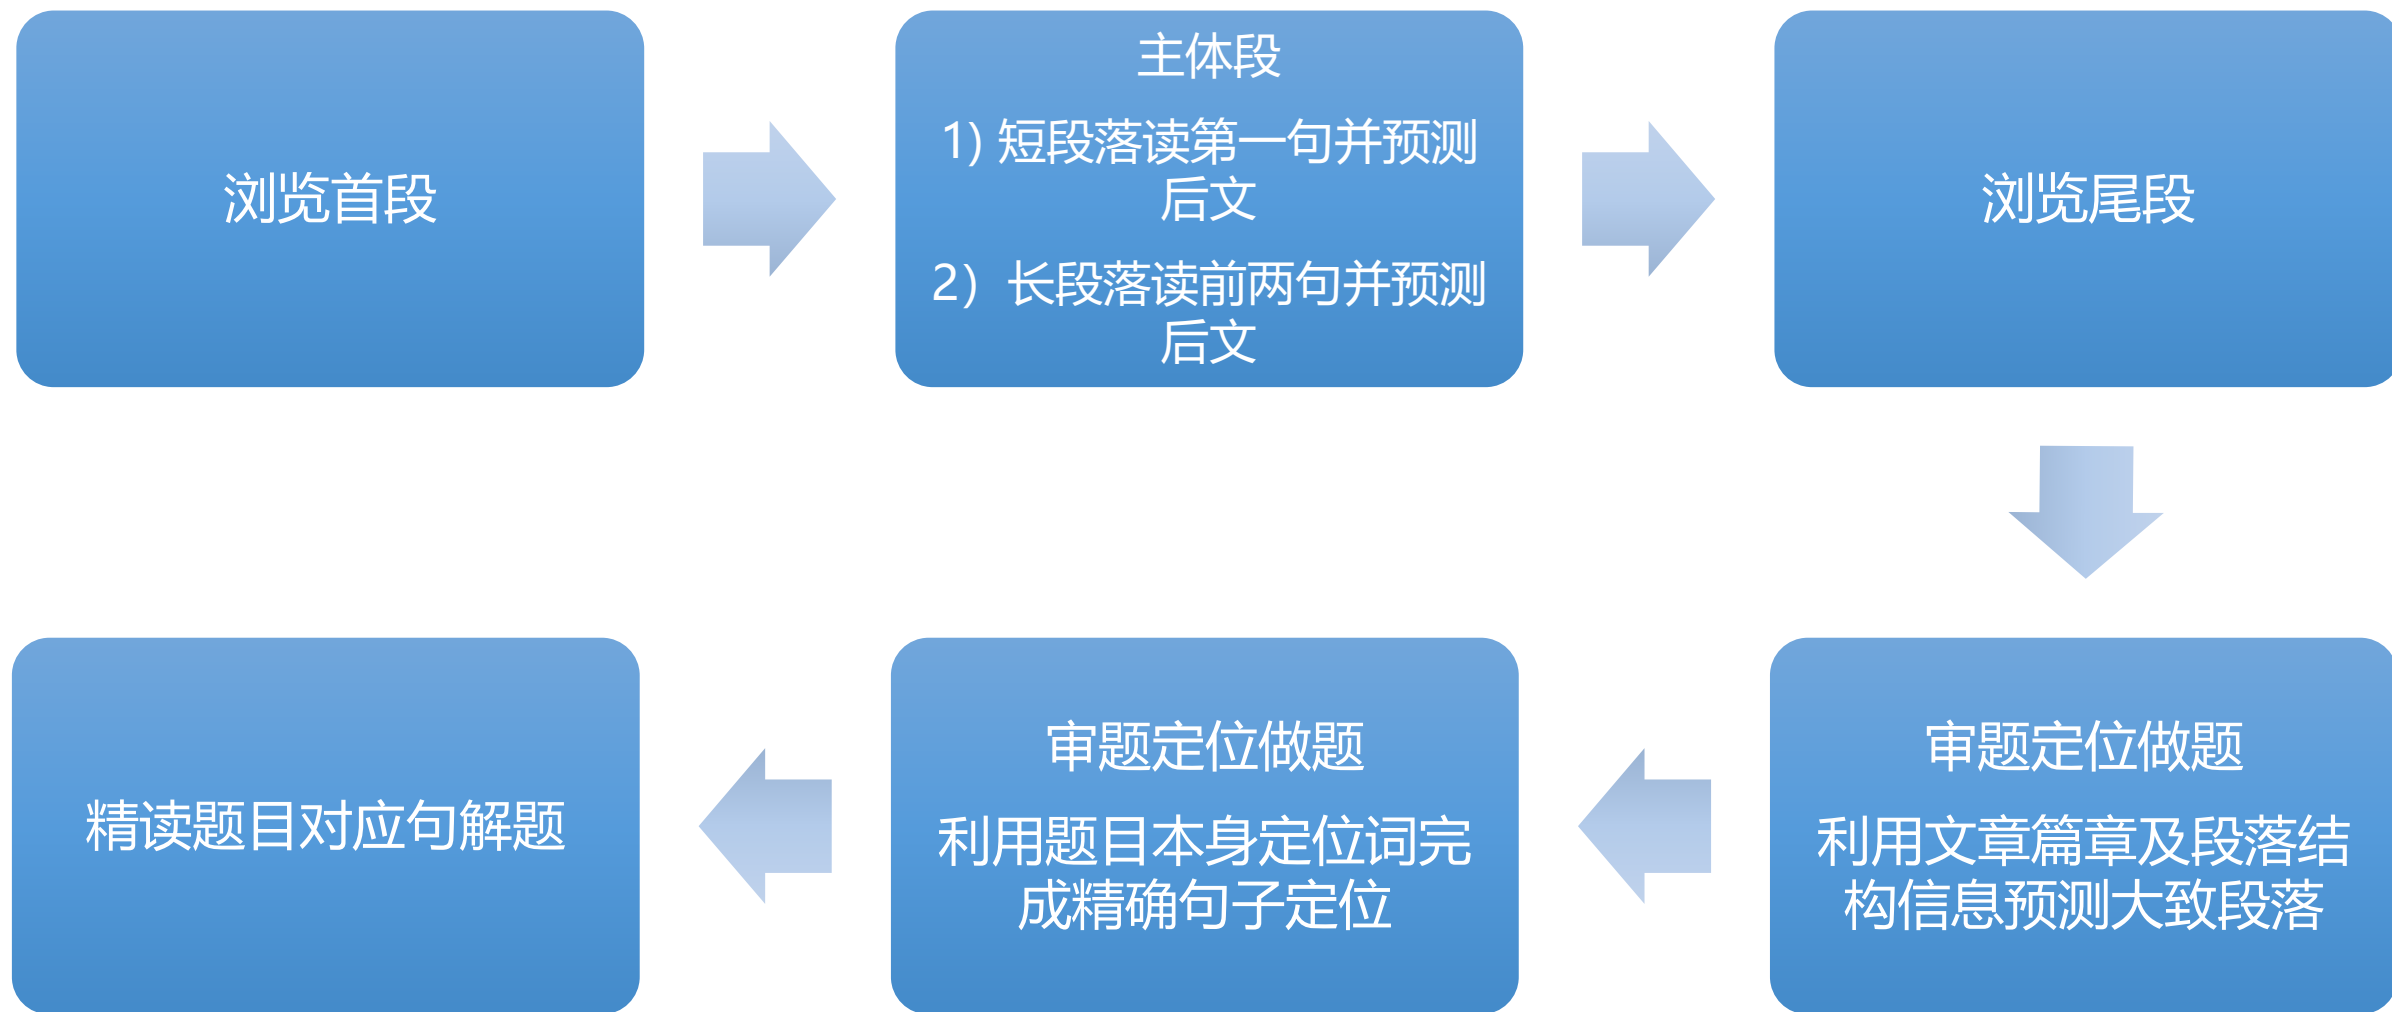 浏览首段
主体段
1) 短段落读第一句并预测
后文
2）长段落读前两句并预测
后文
浏览尾段
审题定位做题
利用文章篇章及段落结
构信息预测大致段落
审题定位做题
利用题目本身定位词完
成精确句子定位
精读题目对应句解题